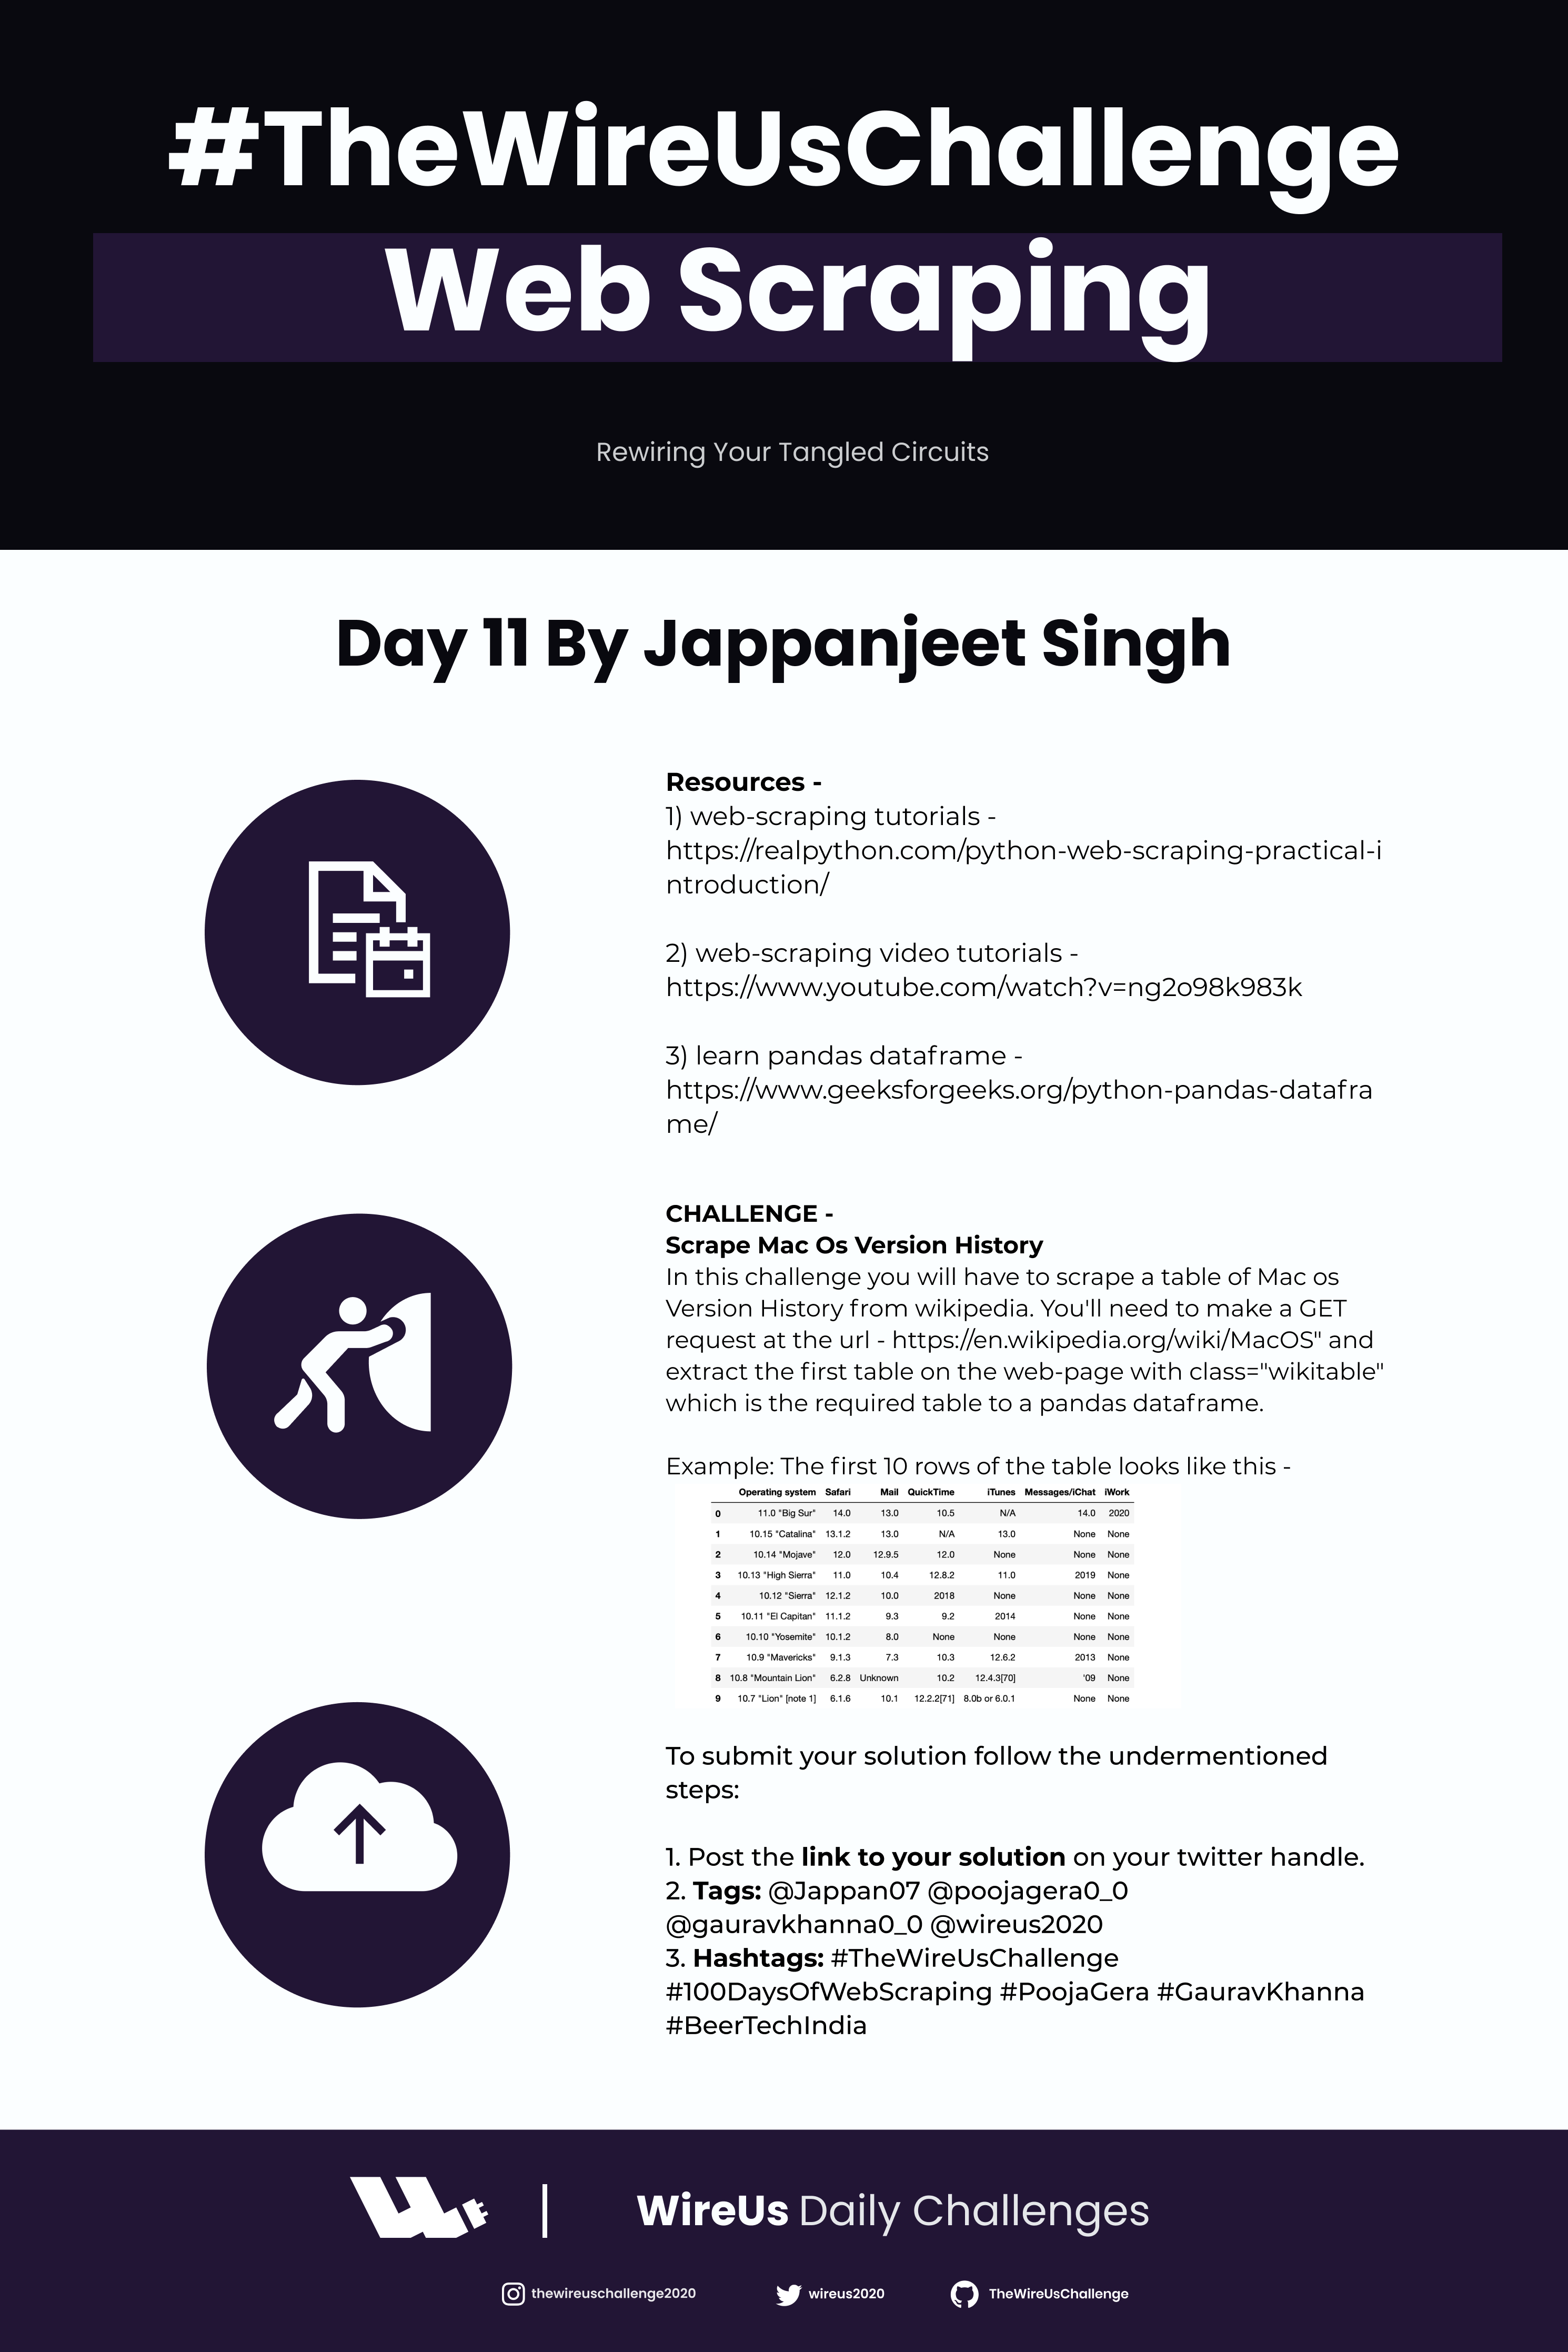 #TheWireUsChallenge
Web Scraping
Rewiring Your Tangled Circuits
Day 11 By Jappanjeet Singh
Resources -
1) web-scraping tutorials -
https://realpython.com/python-web-scraping-practical-i
ntroduction/
2) web-scraping video tutorials -
https://www.youtube.com/watch?v=ng2o98k983k
3) learn pandas dataframe -
https://www.geeksforgeeks.org/python-pandas-datafra
me/
CHALLENGE -
Scrape Mac Os Version History
In this challenge you will have to scrape a table of Mac os
Version History from wikipedia. You'll need to make a GET
request at the url - https://en.wikipedia.org/wiki/MacOS" and
extract the first table on the web-page with class="wikitable"
which is the required table to a pandas dataframe.
Example: The first 10 rows of the table looks like this -
Operating system Safari Mail QuickTime iTunes Messages/iChat iWork
0 11.0 "Big Sur" 14.0 13.0 10.5 N/A 14.0 2020
1 10.15 "Catalina" 13.1.2 13.0 N/A 13.0 None None
2 10.14 "Mojave" 12.0 12.9.5 12.0 None None None
3 10.13 "High Sierra" 11.0 10.4 12.8.2 11.0 2019 None
4 10.12 "Sierra" 12.1.2 10.0 2018 None None None
5 10.11 "El Capitan" 11.1.2 9.3 9.2 2014 None None
6 10.10 "Yosemite" 10.1.2 8.0 None None None None
7 10.9 "Mavericks" 9.1.3 7.3 10.3 12.6.2 2013 None
8 10.8 "Mountain Lion" 6.2.8 Unknown 10.2 12.4.3[70] '09 None
9 10.7 "Lion" [note 1] 6.1.6 10.1 12.2.2[71] 8.0b or 6.0.1 None None
To submit your solution follow the undermentioned
steps:
1. Post the link to your solution on your twitter handle.
2. Tags: @Jappan07 @poojagera0_0
@gauravkhanna0_0 @wireus2020
3. Hashtags: #TheWireUsChallenge
#100DaysOfWebScraping #PoojaGera #GauravKhanna
#BeerTechIndia
WireUs Daily Challenges
thewireuschallenge2020 wireus2020 TheWireUsChallenge